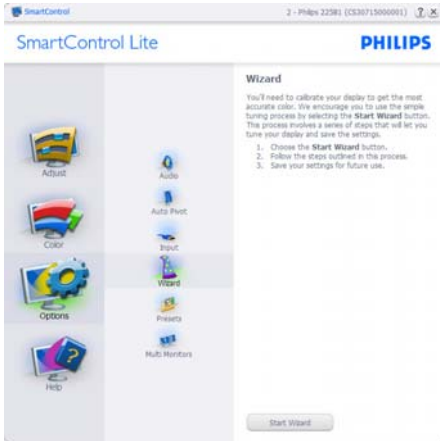 SmartControl
2 - Philips 225B1 (CS30715000001)
? X
SmartControl Lite
PHILIPS
Adjust
Color
Options
Help
Audio
Auto Pivot
Input
Wizard
Presets
Multi Monitors
Wizard
You'll need to calibrate your display to get the most
accurate color. We encourage you to use the simple
tuning process by selecting the Start Wizard button.
This process involves a series of steps that will let you
tune your display and save the settings.
1. Choose the Start Wizard button.
2. Follow the steps outlined in this process.
3. Save your settings for future use.
Start Wizard